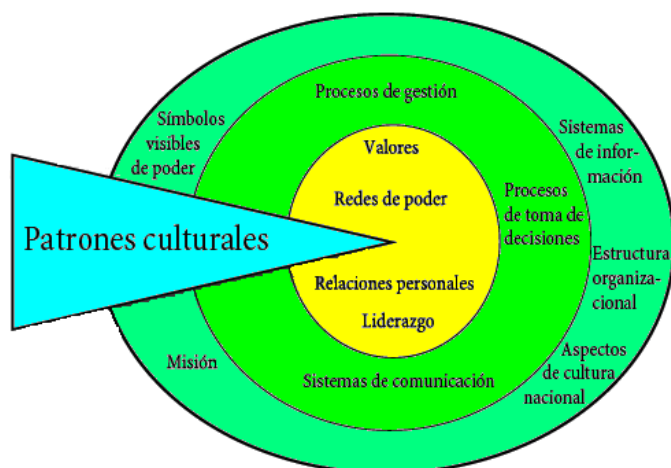 Procesos de gestión
Símbolos
visibles
de poder
Sistemas
de infor-
mación
Valores
Redes de poder
Procesos
de toma de
decisiones
Patrones culturales
Estructura
organiza-
cional
Relaciones personales
Liderazgo
Misión
Sistemas de comunicación
Aspectos
de cultura
nacional